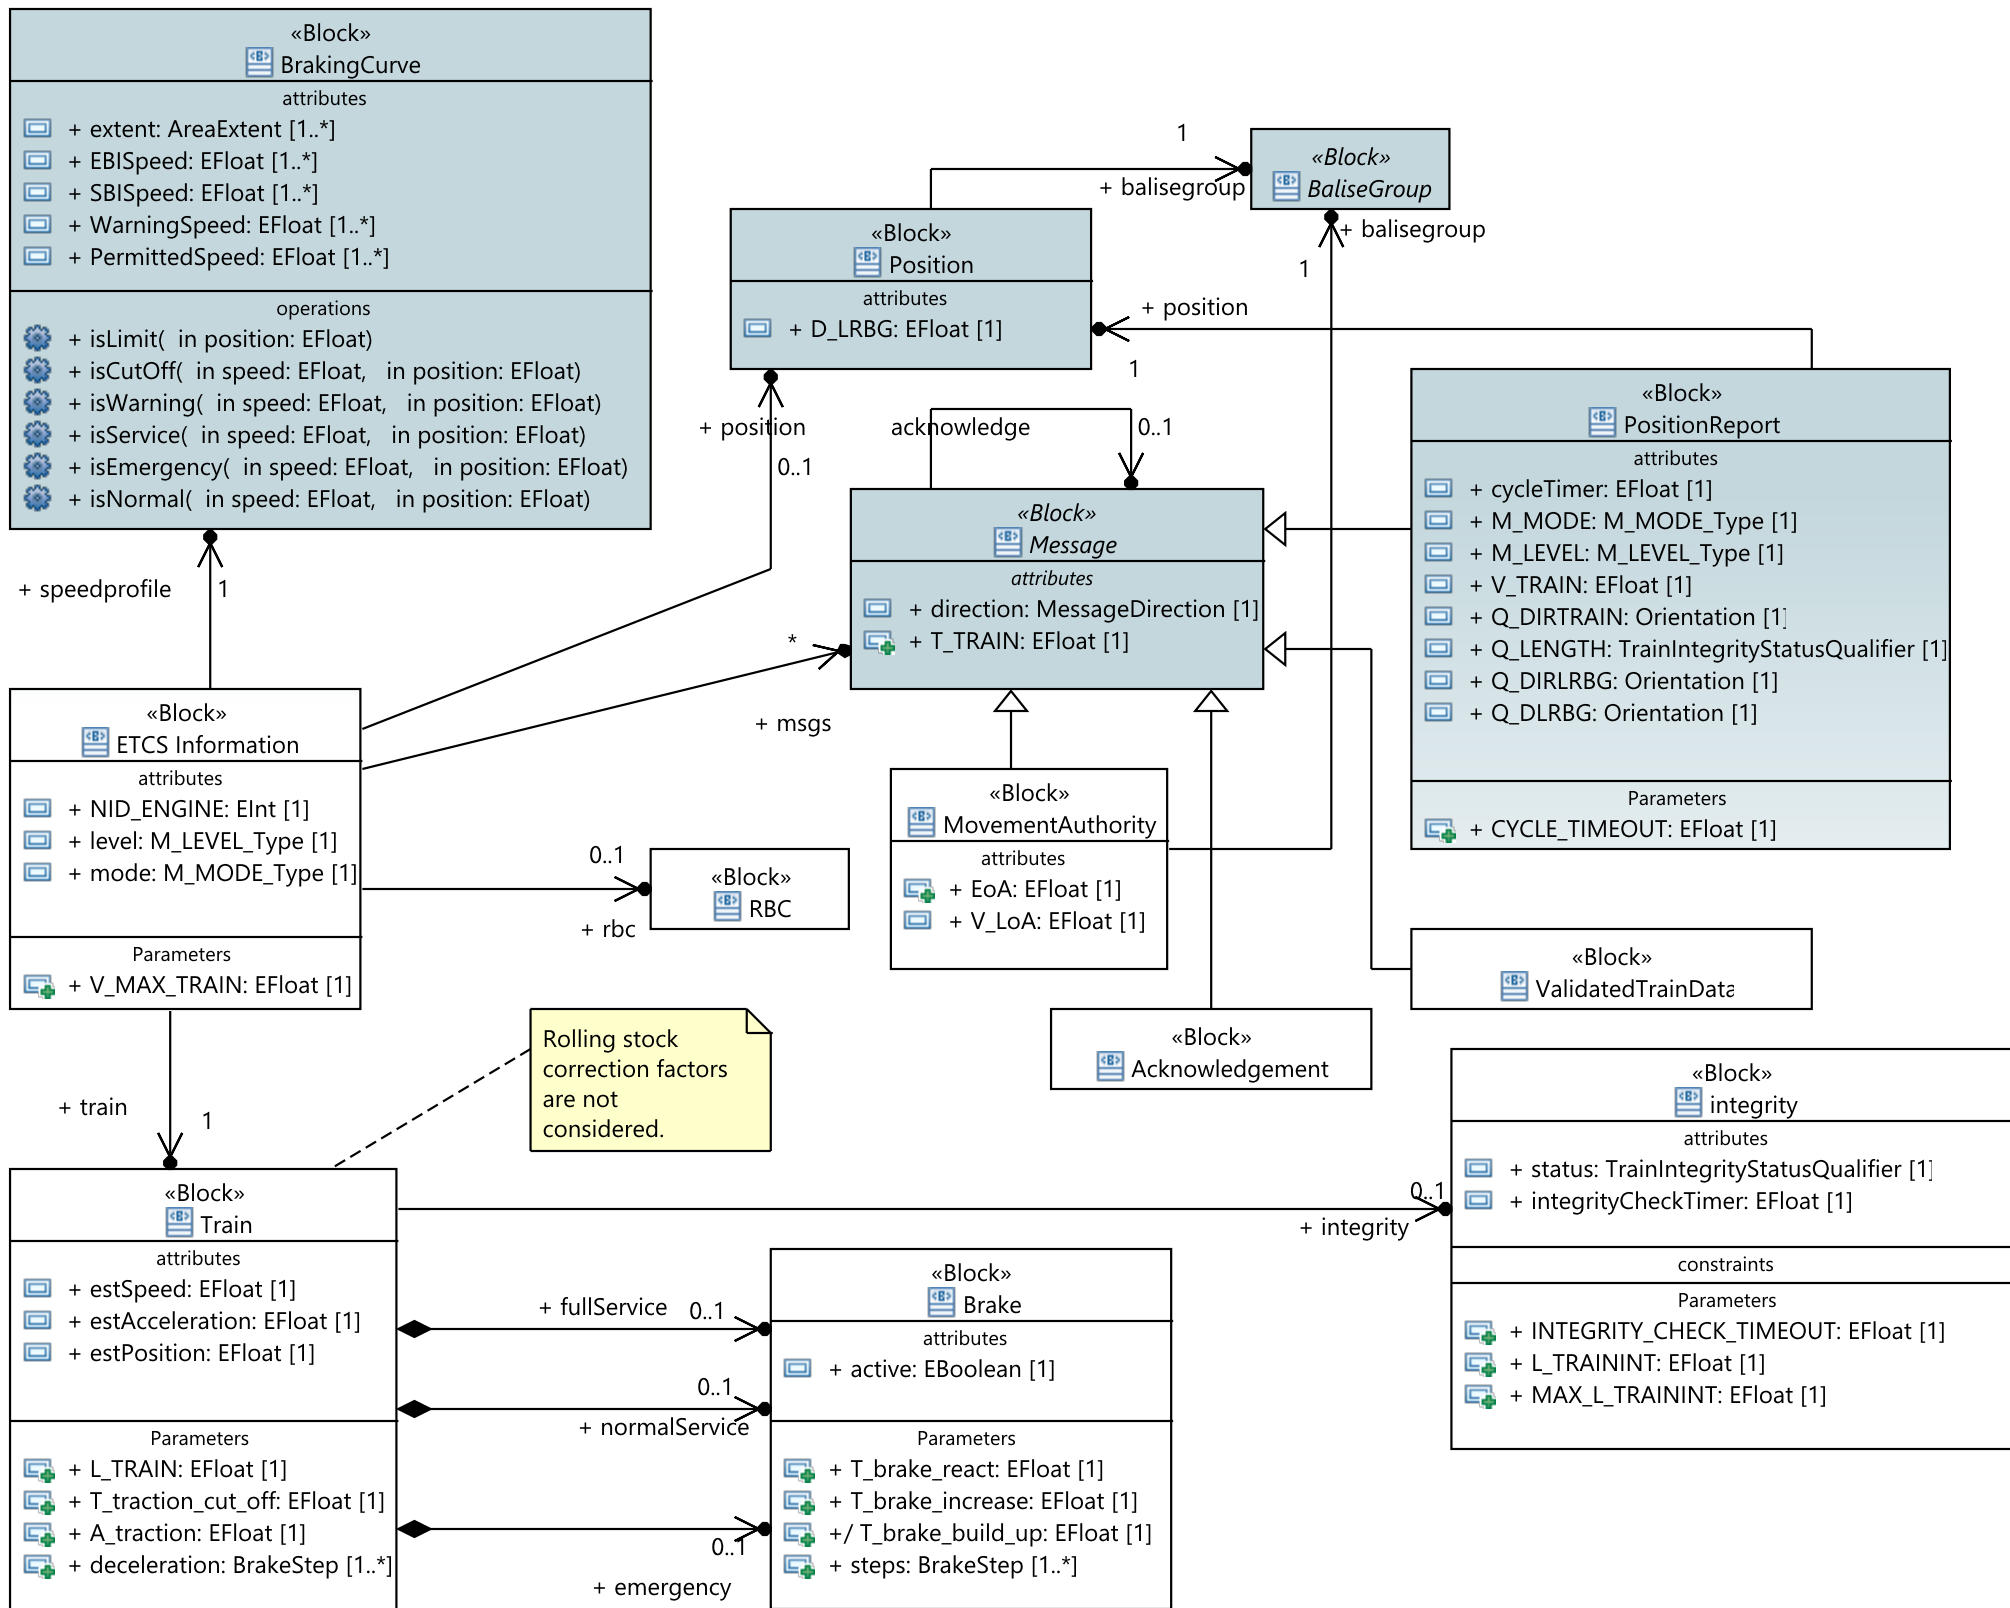 «Block»
BrakingCurve
attributes
+ extent: AreaExtent [1..*]
+ EBISpeed: EFloat [1..*]
+ SBISpeed: EFloat [1..*]
+ WarningSpeed: EFloat [1..*]
+ PermittedSpeed: EFloat [1..*]
operations
+ isLimit( in position: EFloat)
+ isCutOff( in speed: EFloat, in position: EFloat)
+ isWarning( in speed: EFloat, in position: EFloat)
+ isService( in speed: EFloat, in position: EFloat)
+ isEmergency( in speed: EFloat, in position: EFloat)
+ isNormal( in speed: EFloat, in position: EFloat)
1
+ balisegroup
«Block»
BaliseGroup
+ balisegroup
1
«Block»
Position
attributes
+ D_LRBG: EFloat [1]
+ position
1
+ position
0..1
acknowledge
0..1
«Block»
PositionReport
attributes
+ cycleTimer: EFloat [1]
+ M_MODE: M_MODE_Type [1]
+ M_LEVEL: M_LEVEL_Type [1]
+ V_TRAIN: EFloat [1]
+ Q_DIRTRAIN: Orientation [1]
+ Q_LENGTH: TrainIntegrityStatusQualifier [1]
+ Q_DIRLRBG: Orientation [1]
+ Q_DLRBG: Orientation [1]
Parameters
+ CYCLE_TIMEOUT: EFloat [1]
«Block»
Message
attributes
+ direction: MessageDirection [1]
+ T_TRAIN: EFloat [1]
+ speedprofile
1
*
+ msgs
«Block»
ETCS Information
attributes
+ NID_ENGINE: EInt [1]
+ level: M_LEVEL_Type [1]
+ mode: M_MODE_Type [1]
Parameters
+ V_MAX_TRAIN: EFloat [1]
0..1
+ rbc
«Block»
RBC
«Block»
MovementAuthority
attributes
+ EoA: EFloat [1]
+ V_LoA: EFloat [1]
«Block»
ValidatedTrainData
«Block»
Acknowledgement
Rolling stock
correction factors
are not
considered.
+ train
1
«Block»
integrity
attributes
+ status: TrainIntegrityStatusQualifier [1]
+ integrityCheckTimer: EFloat [1]
constraints
Parameters
+ INTEGRITY_CHECK_TIMEOUT: EFloat [1]
+ L_TRAININT: EFloat [1]
+ MAX_L_TRAININT: EFloat [1]
0..1
+ integrity
«Block»
Train
attributes
+ estSpeed: EFloat [1]
+ estAcceleration: EFloat [1]
+ estPosition: EFloat [1]
Parameters
+ L_TRAIN: EFloat [1]
+ T_traction_cut_off: EFloat [1]
+ A_traction: EFloat [1]
+ deceleration: BrakeStep [1..*]
+ fullService
0..1
0..1
+ normalService
0..1
+ emergency
«Block»
Brake
attributes
+ active: EBoolean [1]
Parameters
+ T_brake_react: EFloat [1]
+ T_brake_increase: EFloat [1]
+/ T_brake_build_up: EFloat [1]
+ steps: BrakeStep [1..*]